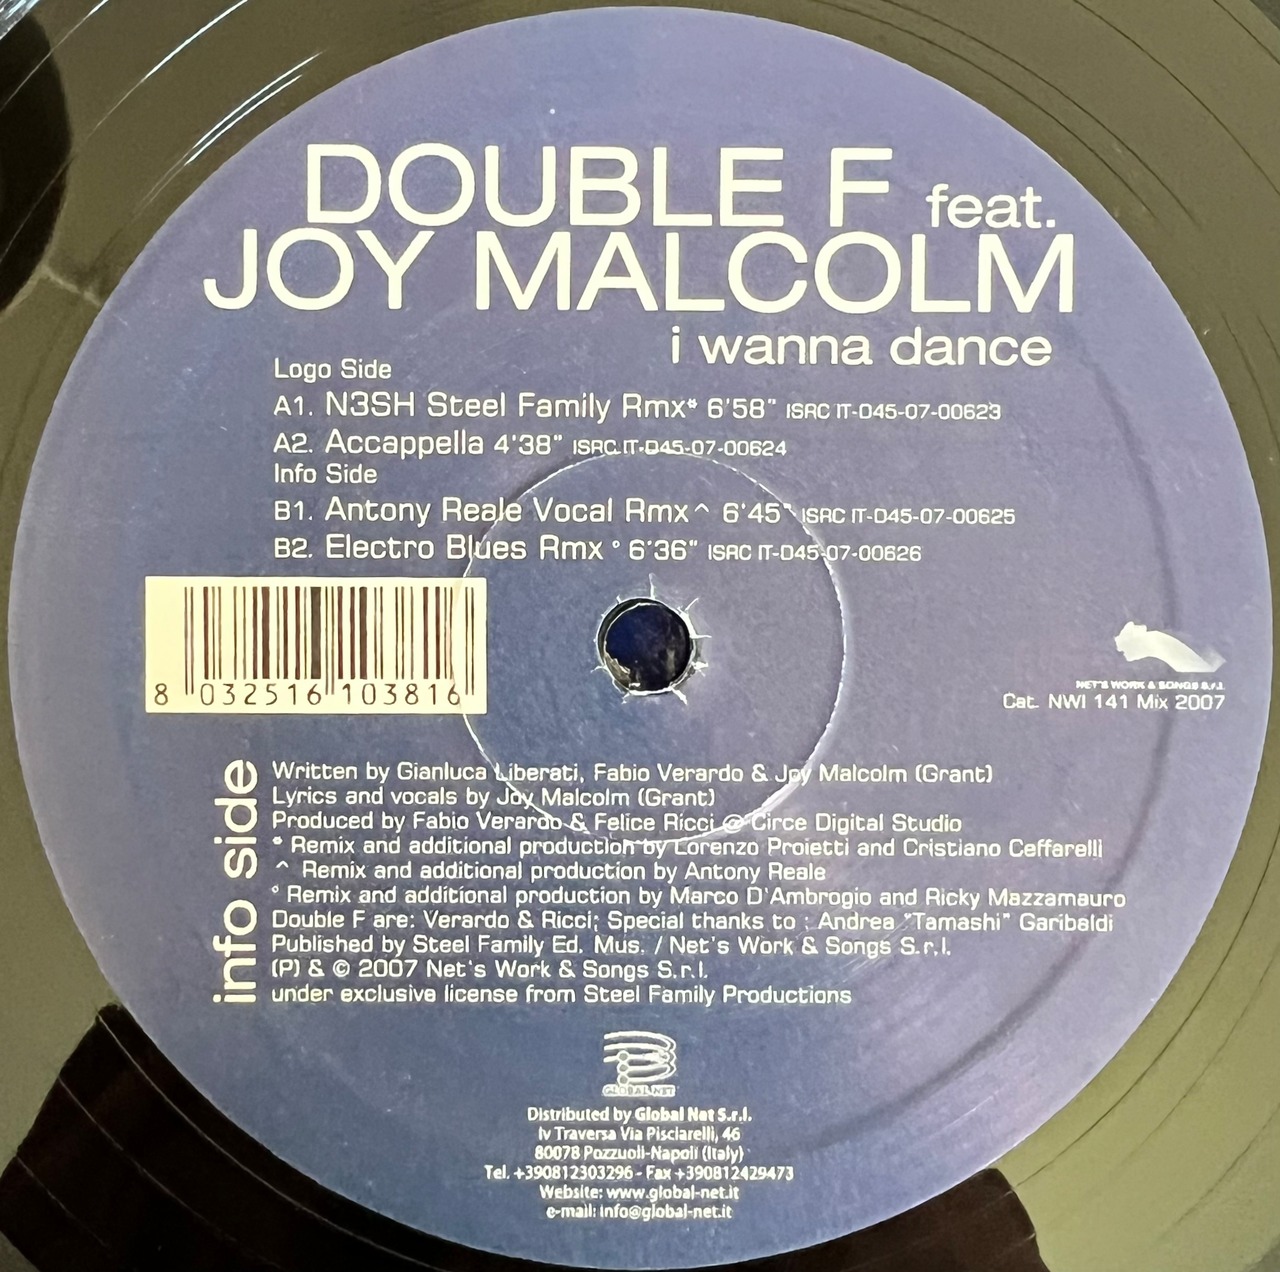 DOUBLE F feat.
JOY MALCOLM
i wanna dance
Logo Side
A1. N3SH Steel Family Rmx* 6'58" ISRC IT-D45-07-00623
A2. Accappella 4'38" ISRC IT-D45-07-00624
Info Side
B1. Antony Reale Vocal Rmx^ 6'45" ISRC IT-D45-07-00625
B2. Electro Blues Rmx ° 6'36" ISRC IT-D45-07-00626
8 032516 103816
NET'S WORK & SONGS S.r.l.
Cat. NWI 141 Mix 2007
info side
Written by Gianluca Liberati, Fabio Verardo & Joy Malcolm (Grant)
Lyrics and vocals by Joy Malcolm (Grant)
Produced by Fabio Verardo & Felice Ricci @ Circe Digital Studio
* Remix and additional production by Lorenzo Proietti and Cristiano Ceffarelli
^ Remix and additional production by Antony Reale
° Remix and additional production by Marco D'Ambrogio and Ricky Mazzamauro
Double F are: Verardo & Ricci; Special thanks to : Andrea "Tamashi" Garibaldi
Published by Steel Family Ed. Mus. / Net's Work & Songs S.r.l.
(P) & © 2007 Net's Work & Songs S.r.l.
under exclusive license from Steel Family Productions
GLOBAL NET
Distributed by Global Net S.r.l.
Iv Traversa Via Pisciarelli, 46
80078 Pozzuoli-Napoli (Italy)
Tel. +390812303296 - Fax +390812429473
Website: www.global-net.it
e-mail: info@global-net.it